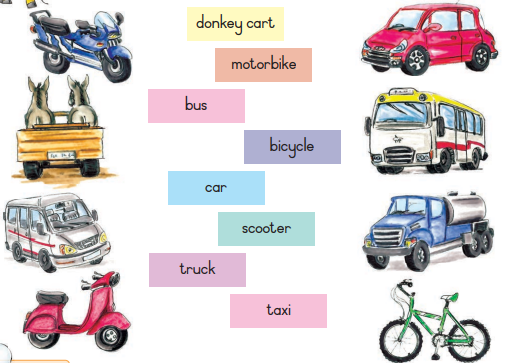 donkey cart
motorbike
bus
bicycle
car
scooter
truck
taxi